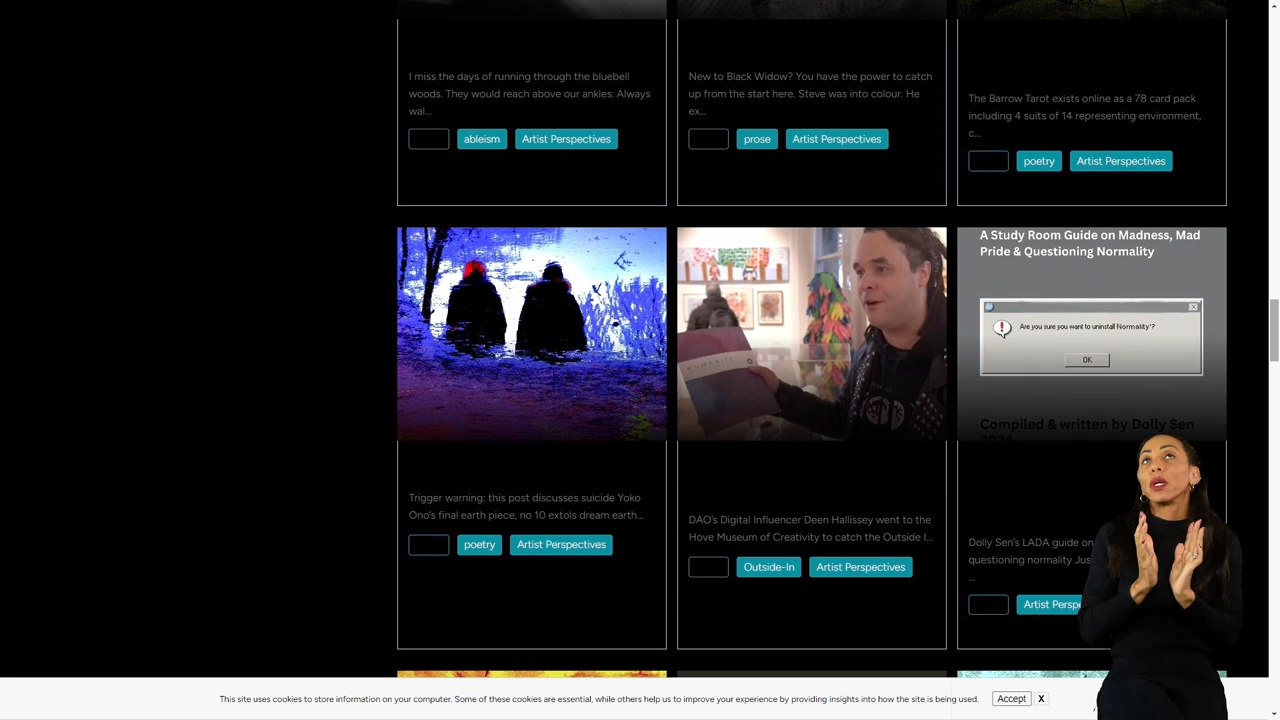 I miss the days of running through the bluebell
woods. They would reach above our ankles. Always
wal...
ableism
Artist Perspectives
New to Black Widow? You have the power to catch
up from the start here. Steve was into colour. He
ex...
prose
Artist Perspectives
The Barrow Tarot exists online as a 78 card pack
including 4 suits of 14 representing environment,
c...
poetry
Artist Perspectives
Trigger warning: this post discusses suicide Yoko
Ono’s final earth piece, no 10 extols dream earth...
poetry
Artist Perspectives
HUMANITY
DAO’s Digital Influencer Deen Hallissey went to the
Hove Museum of Creativity to catch the Outside I...
Outside-In
Artist Perspectives
A Study Room Guide on Madness, Mad
Pride & Questioning Normality
Are you sure you want to uninstall 'Normality'?
OK
Compiled & written by Dolly Sen
2024
Dolly Sen’s LADA guide on
questioning normality Jus
...
Artist Perspe
This site uses cookies to store information on your computer. Some of these cookies are essential, while others help us to improve your experience by providing insights into how the site is being used.
Accept
X